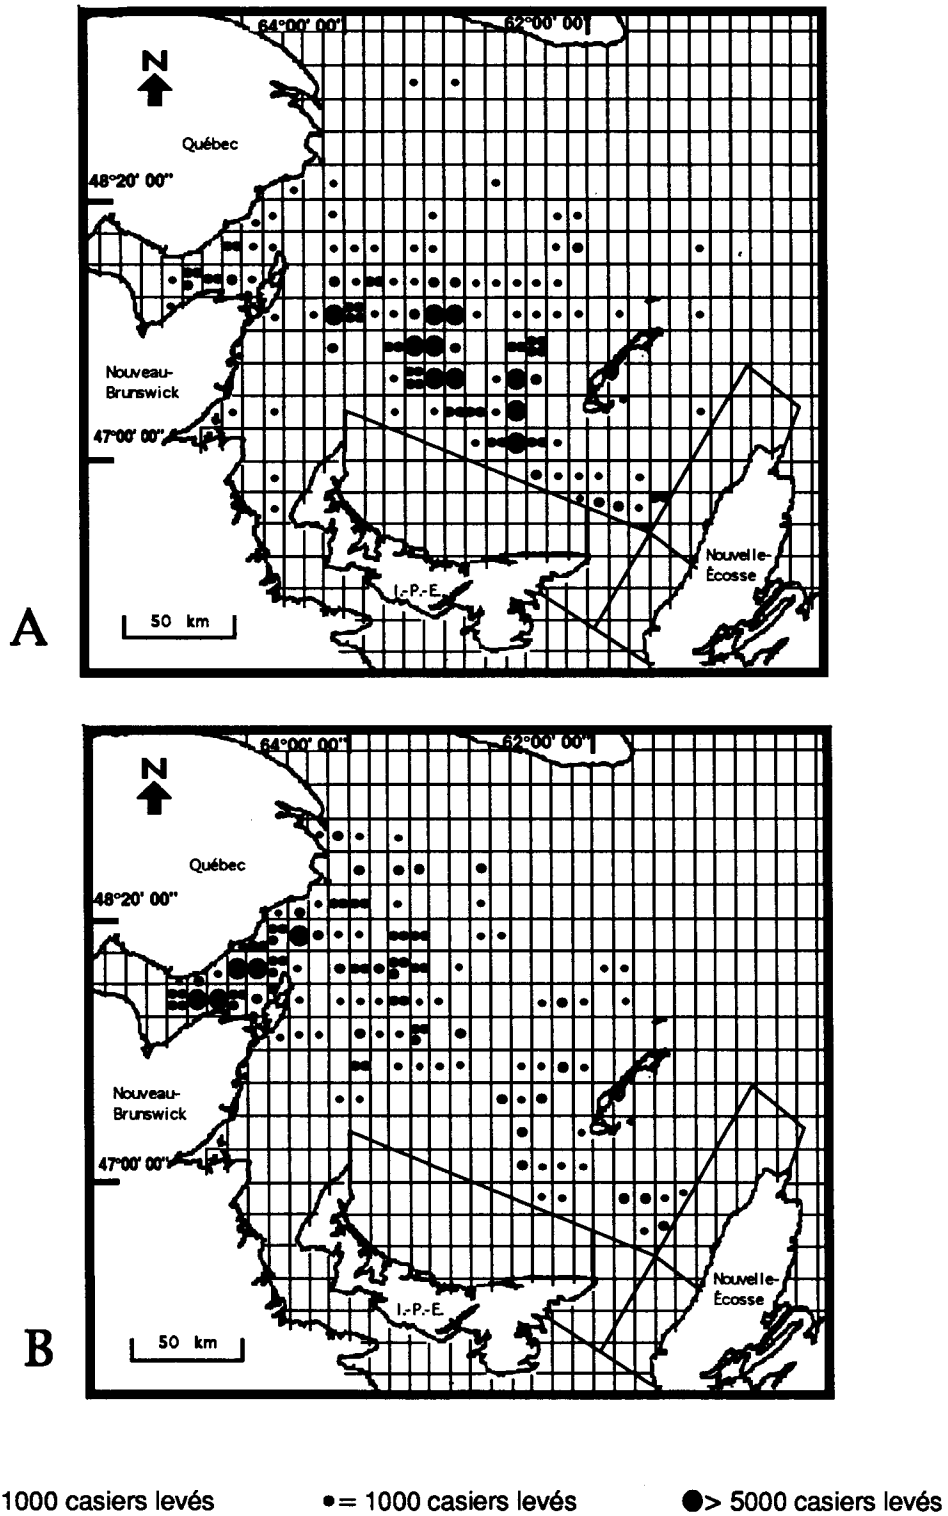 64°00' 00"
62°00' 00"
N
Québec
48°20' 00"
Nouveau-
Brunswick
47°00' 00"
Nouvelle-
Écosse
I.-P.-E.
50 km
A
64°00' 00"
62°00' 00"
N
Québec
48°20' 00"
Nouveau-
Brunswick
47°00' 00"
Nouvelle-
Écosse
I.-P.-E.
50 km
B
1000 casiers levés
= 1000 casiers levés
> 5000 casiers levés